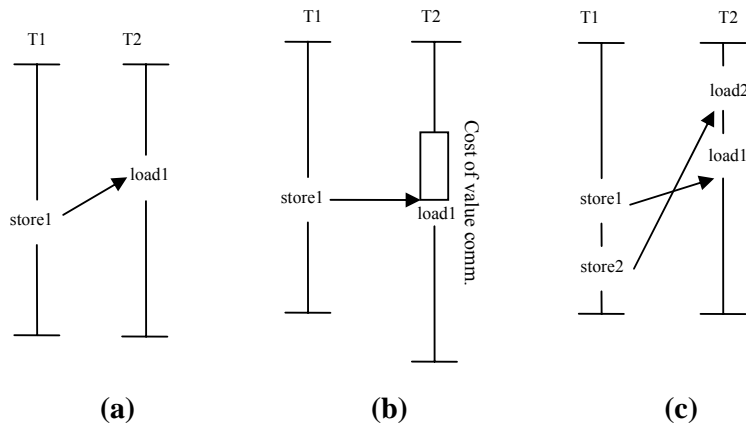 T1 T2
load1
store1
(a)
T1 T2
Cost of value comm.
store1 load1
(b)
T1 T2
load2
load1
store1
store2
(c)